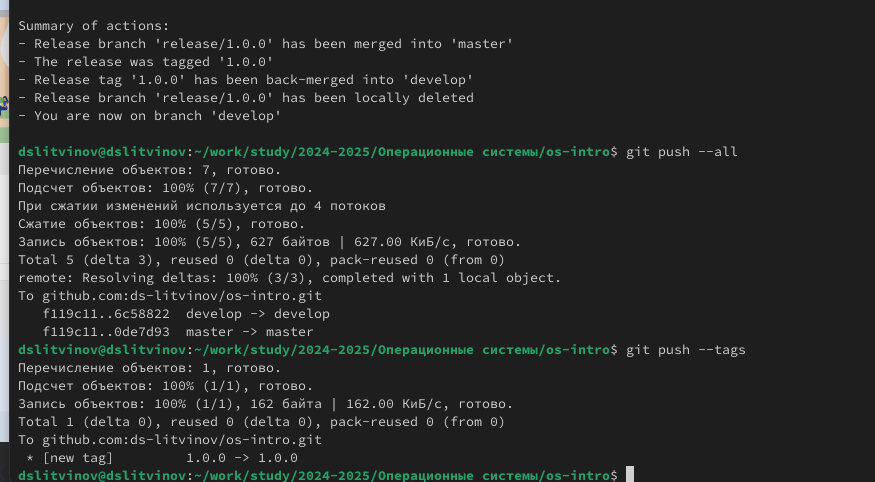 Summary of actions:
- Release branch 'release/1.0.0' has been merged into 'master'
- The release was tagged '1.0.0'
- Release tag '1.0.0' has been back-merged into 'develop'
- Release branch 'release/1.0.0' has been locally deleted
- You are now on branch 'develop'
dslitvinov@dslitvinov:~/work/study/2024-2025/Операционные системы/os-intro$ git push --all
Перечисление объектов: 7, готово.
Подсчет объектов: 100% (7/7), готово.
При сжатии изменений используется до 4 потоков
Сжатие объектов: 100% (5/5), готово.
Запись объектов: 100% (5/5), 627 байтов | 627.00 КиБ/с, готово.
Total 5 (delta 3), reused 0 (delta 0), pack-reused 0 (from 0)
remote: Resolving deltas: 100% (3/3), completed with 1 local object.
To github.com:ds-litvinov/os-intro.git
   f119c11..6c58822  develop -> develop
   f119c11..0de7d93  master -> master
dslitvinov@dslitvinov:~/work/study/2024-2025/Операционные системы/os-intro$ git push --tags
Перечисление объектов: 1, готово.
Подсчет объектов: 100% (1/1), готово.
Запись объектов: 100% (1/1), 162 байта | 162.00 КиБ/с, готово.
Total 1 (delta 0), reused 0 (delta 0), pack-reused 0 (from 0)
To github.com:ds-litvinov/os-intro.git
 * [new tag]         1.0.0 -> 1.0.0
dslitvinov@dslitvinov:~/work/study/2024-2025/Операционные системы/os-intro$